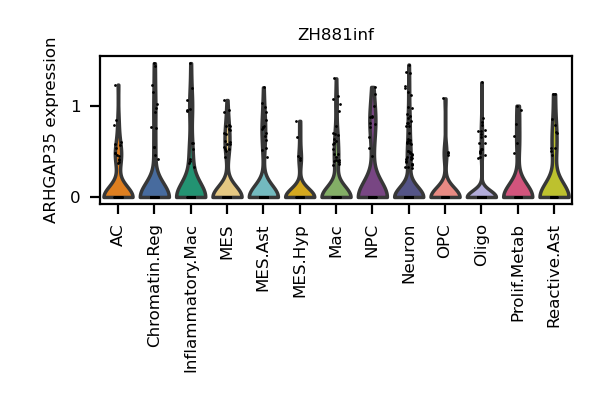 ZH881inf
ARHGAP35 expression
1
0
AC
Chromatin.Reg
Inflammatory.Mac
MES
MES.Ast
MES.Hyp
Mac
NPC
Neuron
OPC
Oligo
Prolif.Metab
Reactive.Ast